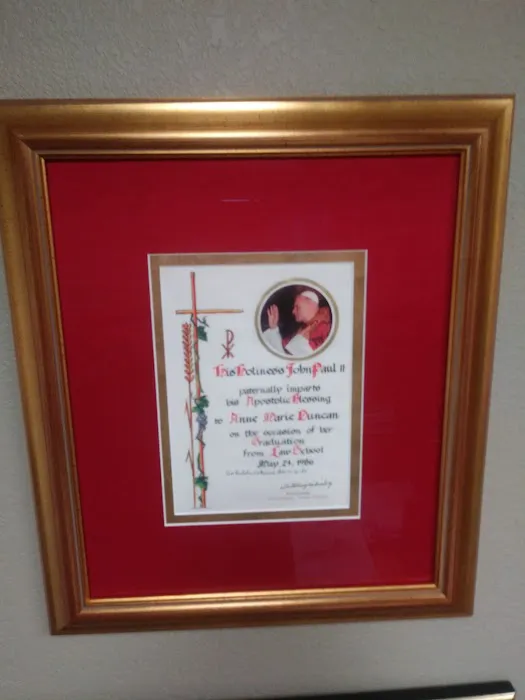 His Holiness John Paul II
paternally imparts
his Apostolic Blessing
to Anne Marie Duncan
on the occasion of her
Graduation
from Law School
May 24, 1986